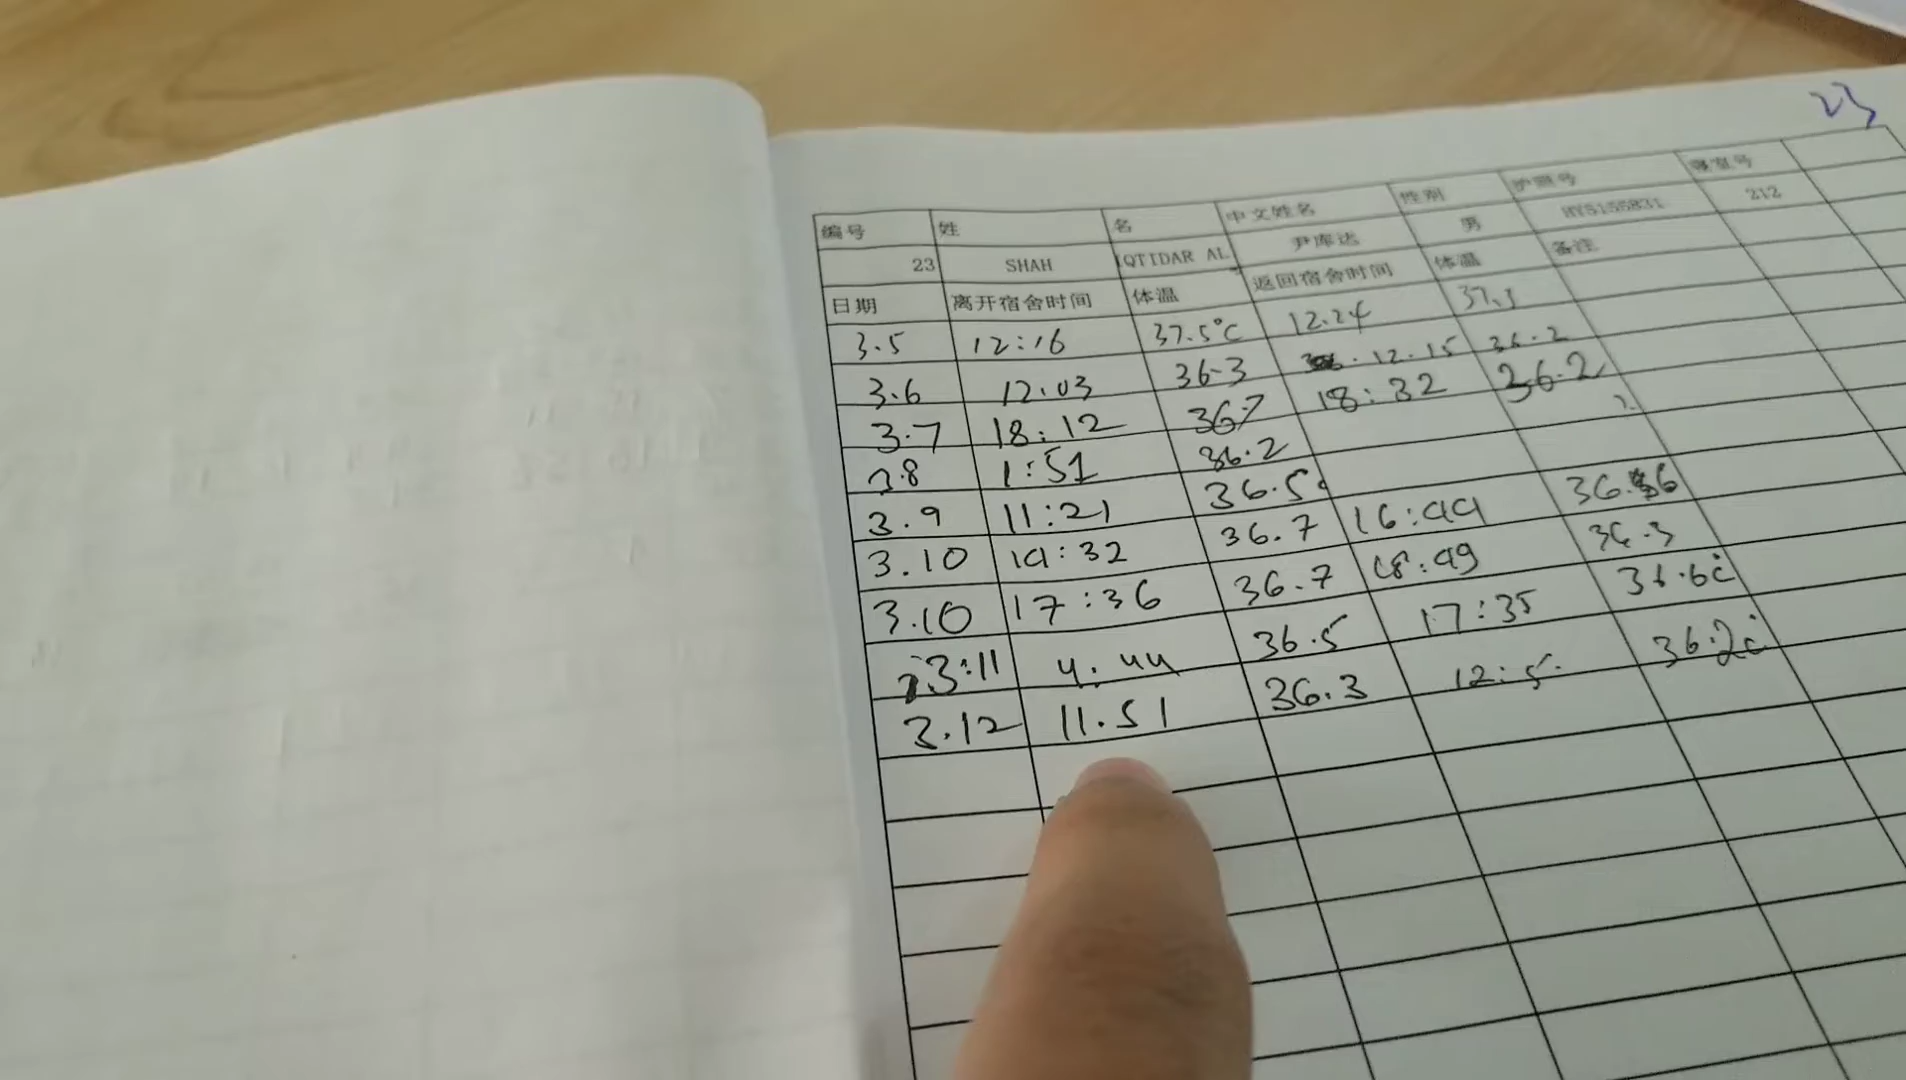 23
编号 姓 名 中文姓名 性别 护照号 寝室号
23 SHAH IQTIDAR AL 尹库达 男 212
日期 离开宿舍时间 体温 返回宿舍时间 体温 备注
3.5 12:16 37.5°C 12.24
3.6 12.03 36.3 12.15 36.2
3.7 18:12 36.7 18:32 36.2
3.8 1:51 36.2
3.9 11:21 36.5
3.10 14:32 36.7 16:44
3.10 17:36 36.7 18:49 36.3
3:11 4:44 36.5 17:35 36.6c
3.12 11.51 36.3 12:5 36.2c